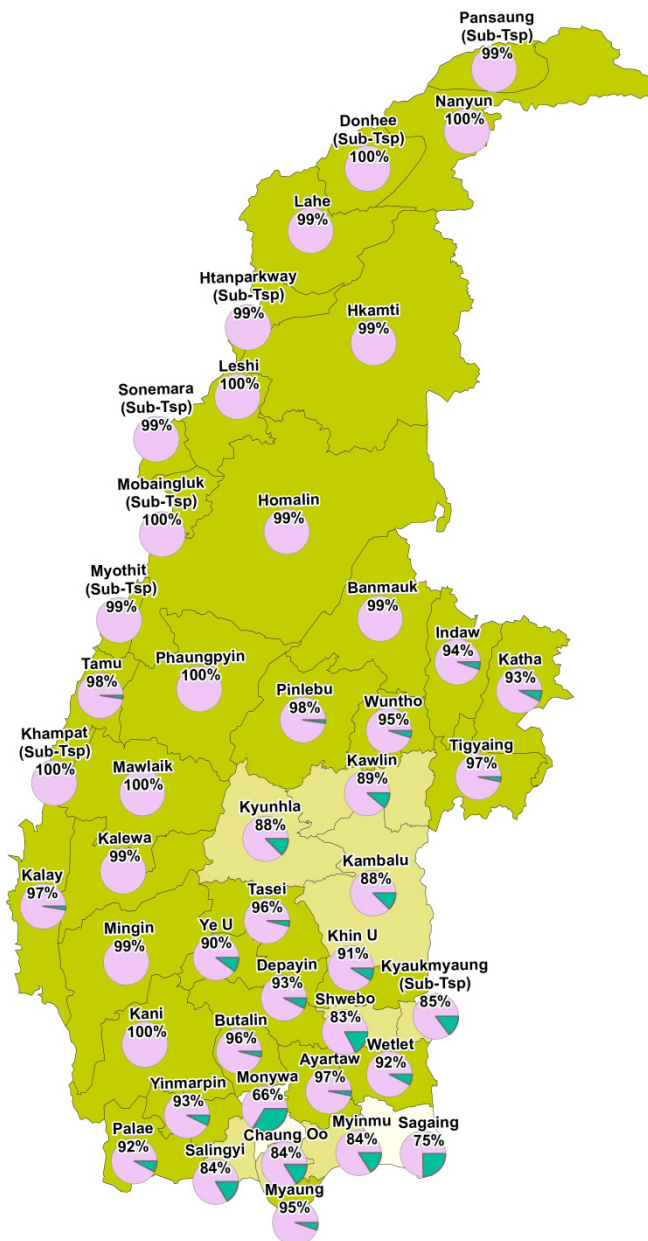 Pansaung
(Sub-Tsp)
99%
Nanyun
100%
Donhee
(Sub-Tsp)
100%
Lahe
99%
Htanparkway
(Sub-Tsp)
99%
Hkamti
99%
Leshi
100%
Sonemara
(Sub-Tsp)
99%
Mobaingluk
(Sub-Tsp)
100%
Homalin
99%
Myothit
(Sub-Tsp)
99%
Banmauk
99%
Indaw
94%
Katha
93%
Tamu
98%
Phaungpyin
100%
Pinlebu
98%
Wuntho
95%
Khampat
(Sub-Tsp)
100%
Mawlaik
100%
Kawlin
89%
Tigyaing
97%
Kyunhla
88%
Kalewa
99%
Kambalu
88%
Kalay
97%
Tasei
96%
Mingin
99%
Ye U
90%
Khin U
91%
Depayin
93%
Kyaukmyaung
(Sub-Tsp)
85%
Shwebo
83%
Kani
100%
Butalin
96%
Ayartaw
97%
Wetlet
92%
Yinmarpin
93%
Monywa
66%
Palae
92%
Salingyi
84%
Chaung Oo
84%
Myinmu
84%
Sagaing
75%
Myaung
95%